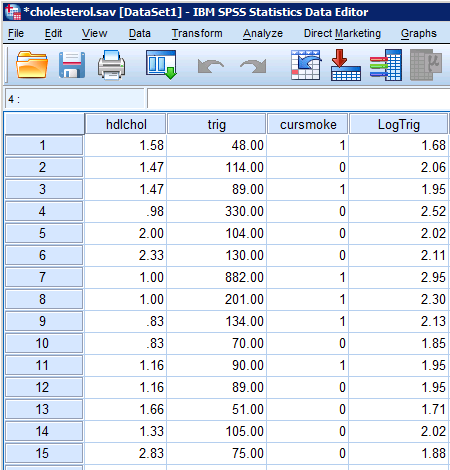 *cholesterol.sav [DataSet1] - IBM SPSS Statistics Data Editor
File Edit View Data Transform Analyze Direct Marketing Graphs
4 :
hdlchol trig cursmoke LogTrig
1 1.58 48.00 1 1.68
2 1.47 114.00 0 2.06
3 1.47 89.00 1 1.95
4 .98 330.00 0 2.52
5 2.00 104.00 0 2.02
6 2.33 130.00 0 2.11
7 1.00 882.00 1 2.95
8 1.00 201.00 1 2.30
9 .83 134.00 1 2.13
10 .83 70.00 0 1.85
11 1.16 90.00 1 1.95
12 1.16 89.00 0 1.95
13 1.66 51.00 0 1.71
14 1.33 105.00 0 2.02
15 2.83 75.00 0 1.88